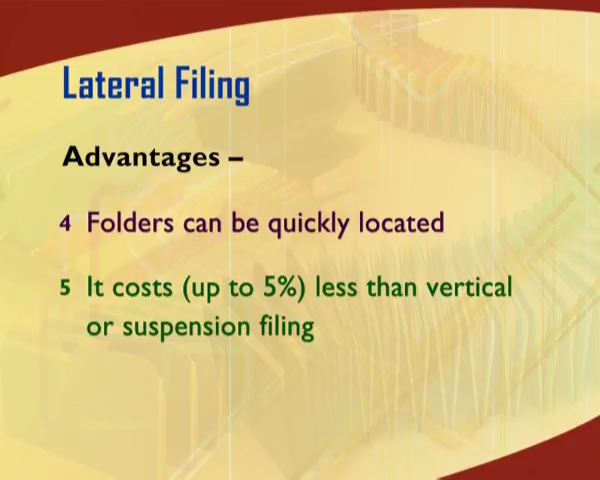 Lateral Filing
Advantages –
4 Folders can be quickly located
5 It costs (up to 5%) less than vertical
or suspension filing